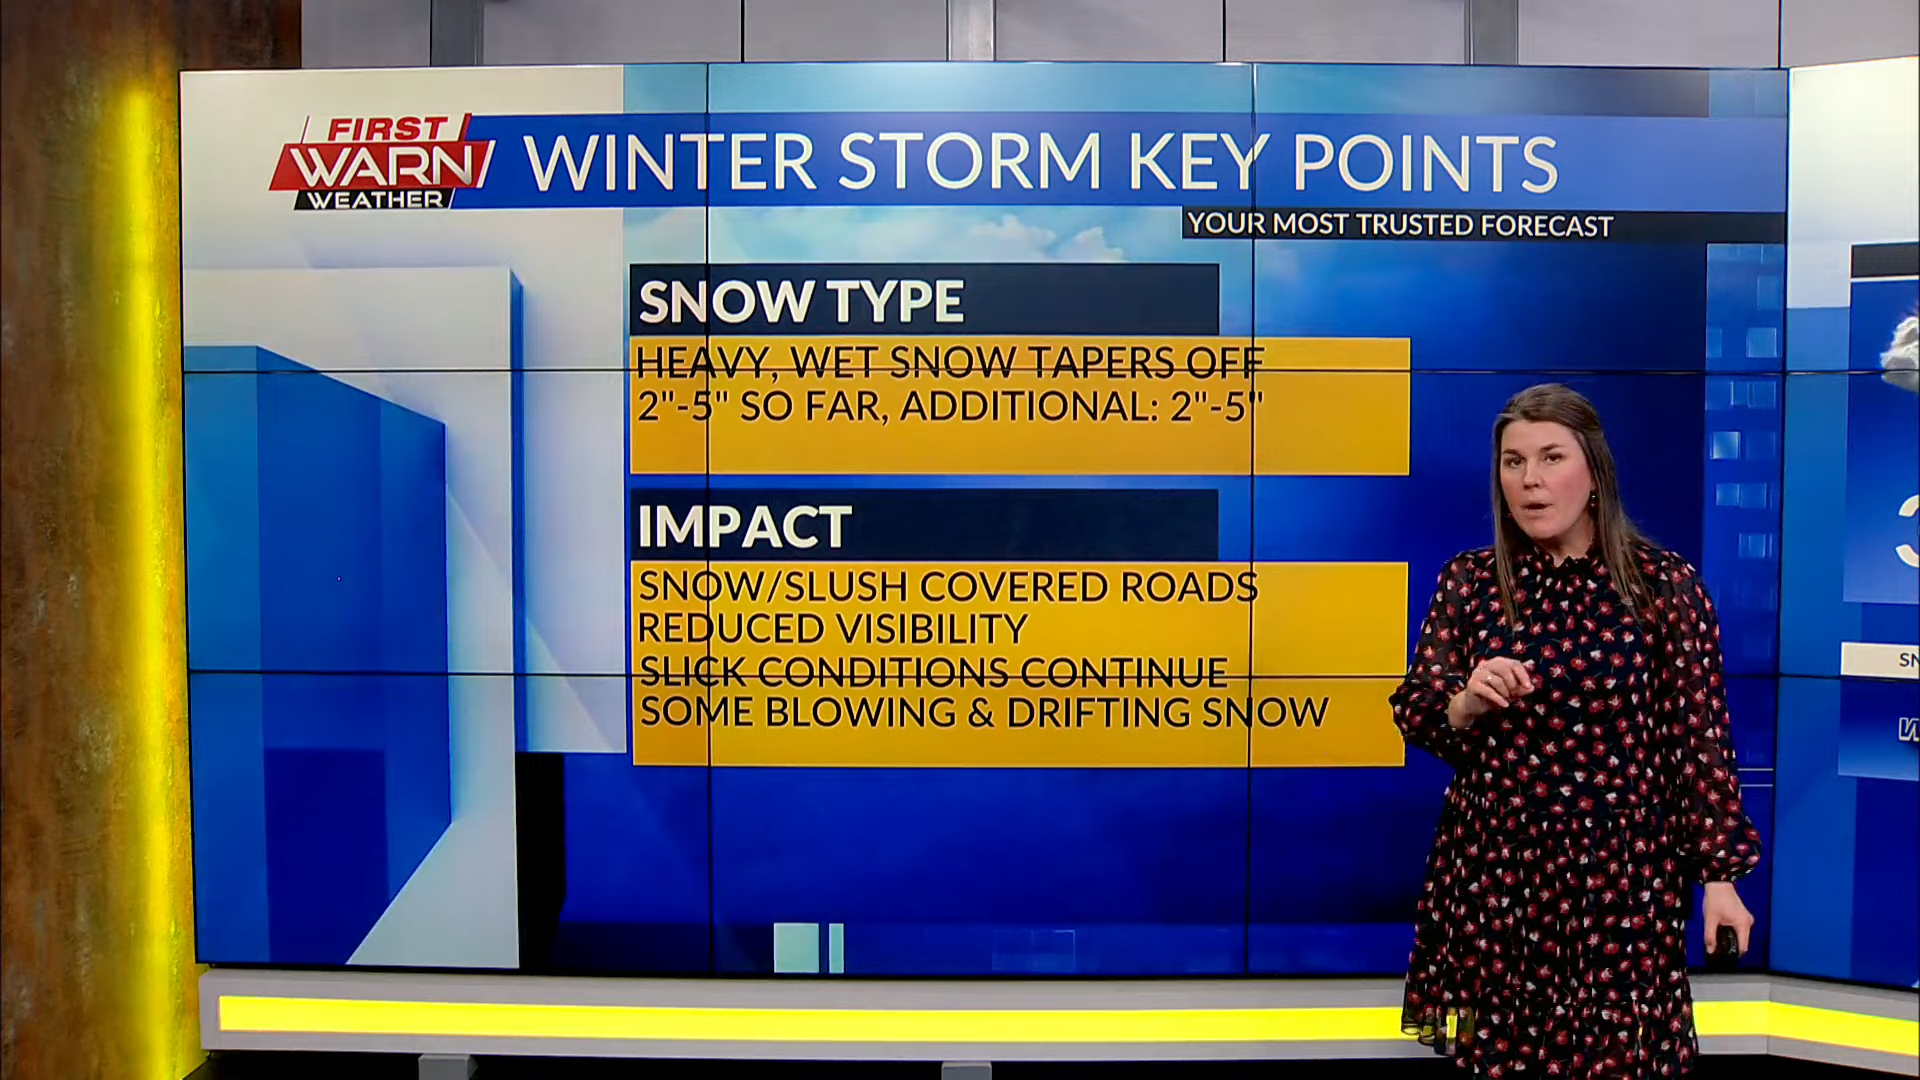 FIRST
WARN
WEATHER
WINTER STORM KEY POINTS
YOUR MOST TRUSTED FORECAST
SNOW TYPE
HEAVY, WET SNOW TAPERS OFF
2"-5" SO FAR, ADDITIONAL: 2"-5"
IMPACT
SNOW/SLUSH COVERED ROADS
REDUCED VISIBILITY
SLICK CONDITIONS CONTINUE
SOME BLOWING & DRIFTING SNOW